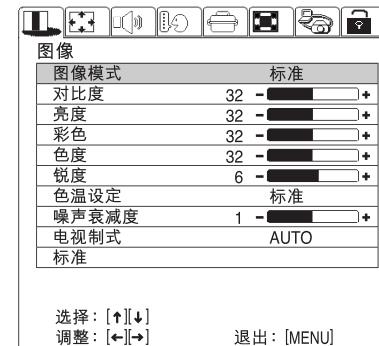 图像
图像模式 标准
对比度 32 - +
亮度 32 - +
彩色 32 - +
色度 32 - +
锐度 6 - +
色温设定 标准
噪声衰减度 1 - +
电视制式 AUTO
标准
选择：[↑][↓]
调整：[←][→] 退出：[MENU]